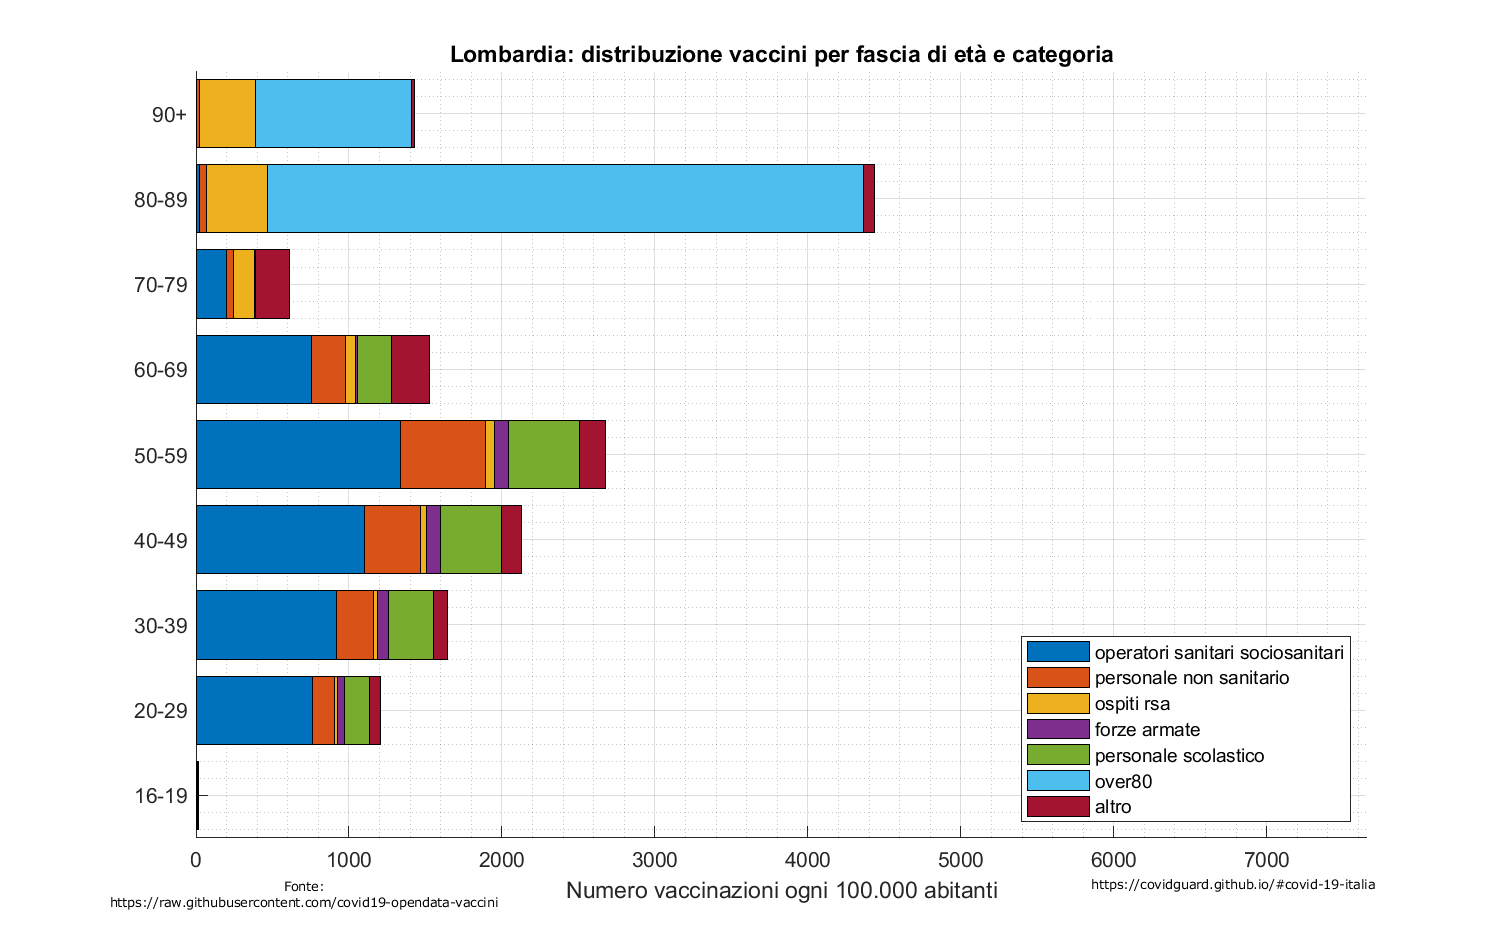 Lombardia: distribuzione vaccini per fascia di età e categoria
90+
80-89
70-79
60-69
50-59
40-49
30-39
20-29
16-19
operatori sanitari sociosanitari
personale non sanitario
ospiti rsa
forze armate
personale scolastico
over80
altro
0 1000 2000 3000 4000 5000 6000 7000
Numero vaccinazioni ogni 100.000 abitanti
Fonte:
https://raw.githubusercontent.com/covid19-opendata-vaccini
https://covidguard.github.io/#covid-19-italia